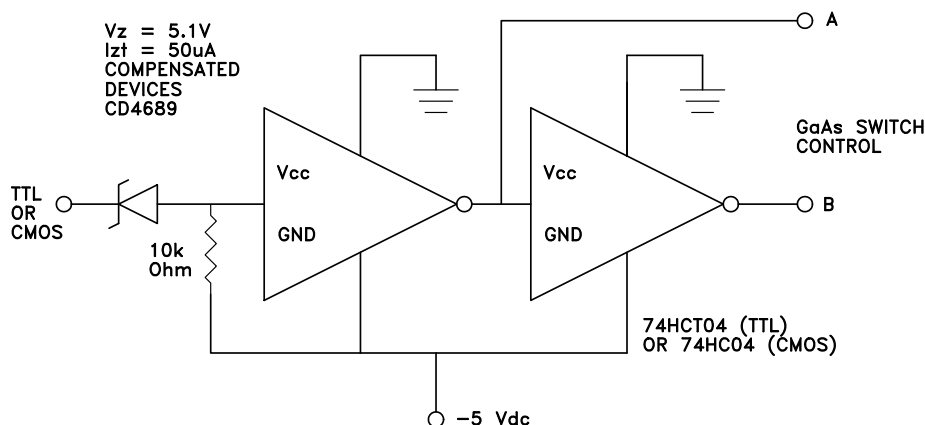 Vz = 5.1V
Izt = 50uA
COMPENSATED
DEVICES
CD4689
A
GaAs SWITCH
CONTROL
Vcc
Vcc
TTL
OR
CMOS
B
GND
GND
10k
Ohm
74HCT04 (TTL)
OR 74HC04 (CMOS)
-5 Vdc